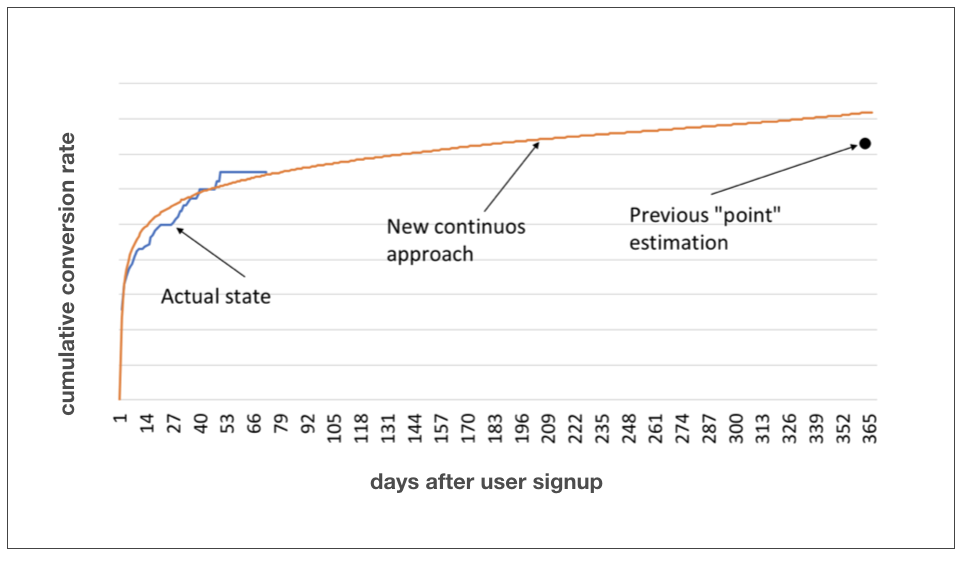 cumulative conversion rate
New continuos
approach
Previous "point"
estimation
Actual state
1 14 27 40 53 66 79 92 105 118 131 144 157 170 183 196 209 222 235 248 261 274 287 300 313 326 339 352 365
days after user signup